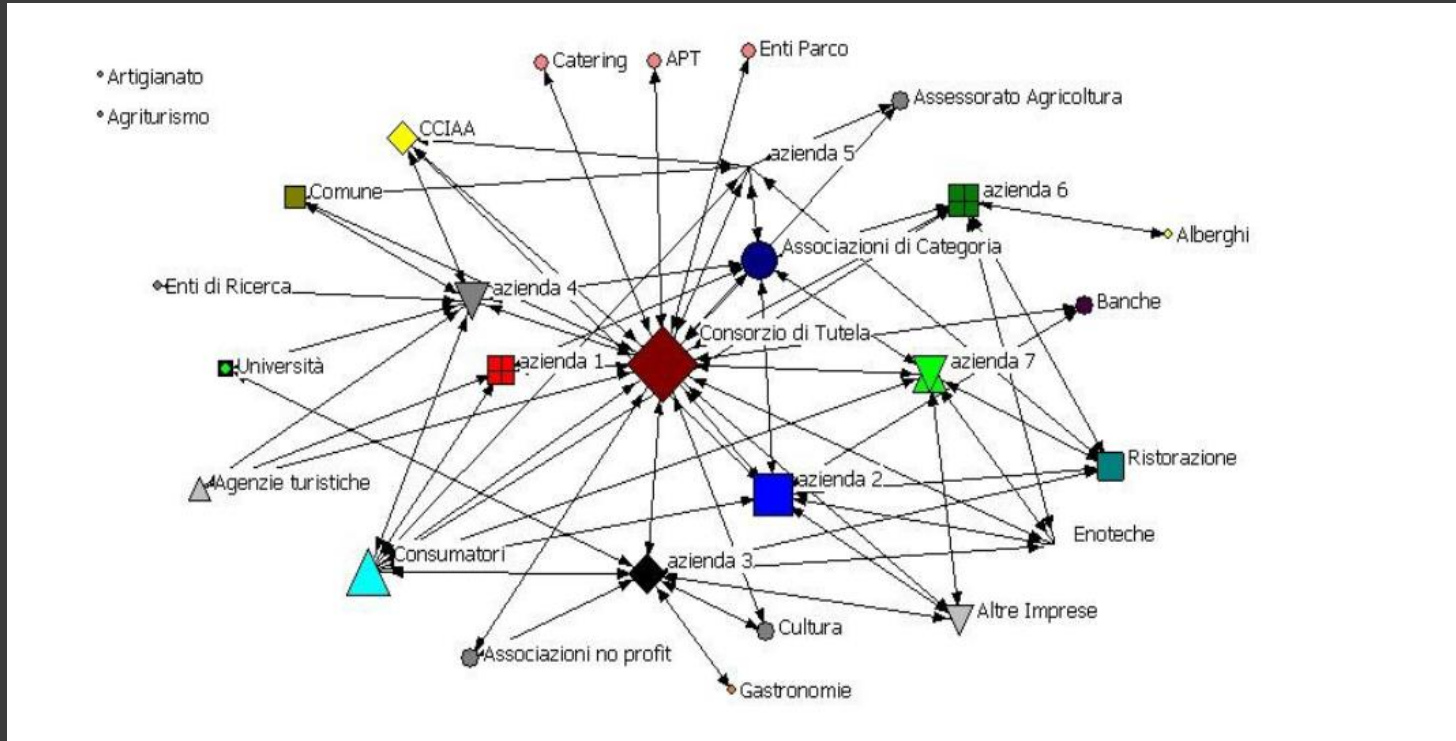 Enti Parco
Catering
APT
Artigianato
Assessorato Agricoltura
Agriturismo
CCIAA
azienda 5
Comune
azienda 6
Alberghi
Associazioni di Categoria
Enti di Ricerca
azienda 4
Banche
Consorzio di Tutela
azienda 1
azienda 7
Università
Ristorazione
azienda 2
Agenzie turistiche
Enoteche
Consumatori
azienda 3
Altre Imprese
Cultura
Associazioni no profit
Gastronomie